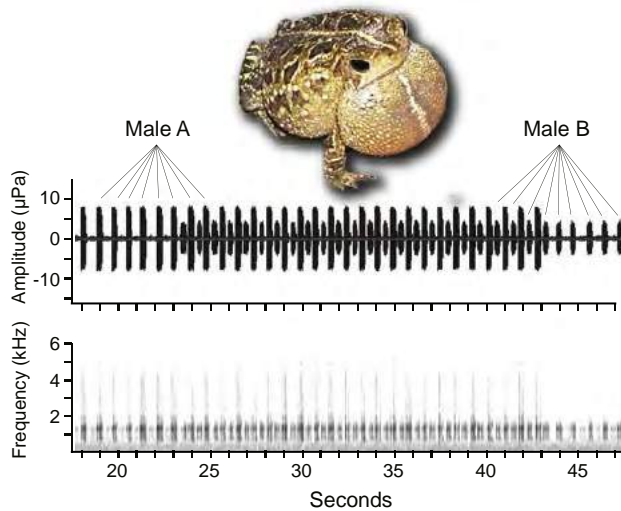 Male A
Male B
Amplitude (µPa)
10
0
-10
Frequency (kHz)
6
4
2
20 25 30 35 40 45
Seconds